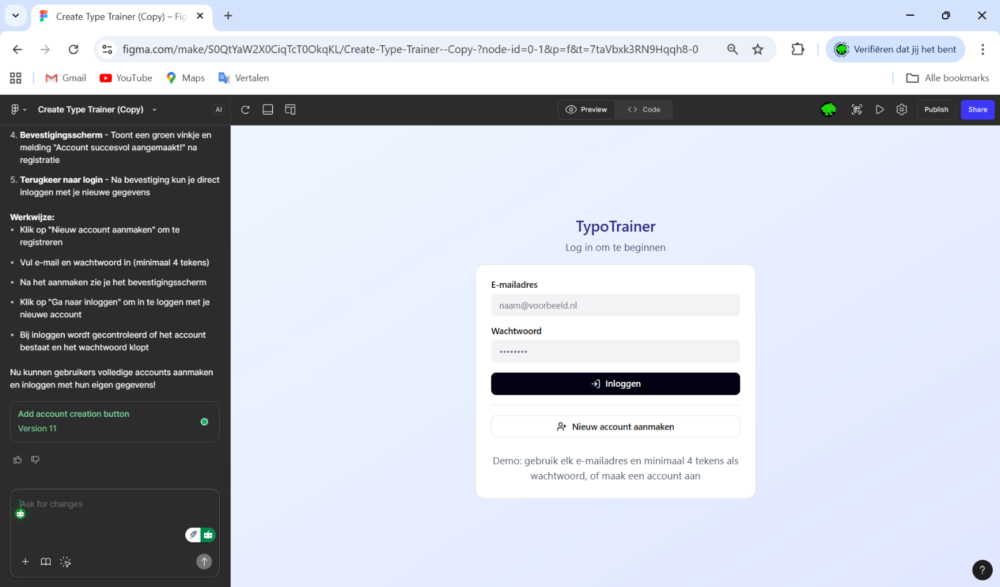 Create Type Trainer (Copy) – Fig
figma.com/make/S0QtYaW2X0CiqTcT0OkqKL/Create-Type-Trainer--Copy-?node-id=0-1&p=f&t=7taVbxk3RN9Hqqh8-0
Verifiëren dat jij het bent
Gmail
YouTube
Maps
Vertalen
Alle bookmarks
Create Type Trainer (Copy)
AI
Preview
Code
Publish
Share
4. Bevestigingsscherm - Toont een groen vinkje en
melding "Account succesvol aangemaakt!" na
registratie
5. Terugkeer naar login - Na bevestiging kun je direct
inloggen met je nieuwe gegevens
Werkwijze:
• Klik op "Nieuw account aanmaken" om te
registreren
• Vul e-mail en wachtwoord in (minimaal 4 tekens)
• Na het aanmaken zie je het bevestigingsscherm
• Klik op "Ga naar inloggen" om in te loggen met je
nieuwe account
• Bij inloggen wordt gecontroleerd of het account
bestaat en het wachtwoord klopt
Nu kunnen gebruikers volledige accounts aanmaken
en inloggen met hun eigen gegevens!
Add account creation button
Version 11
Ask for changes
TypoTrainer
Log in om te beginnen
E-mailadres
naam@voorbeeld.nl
Wachtwoord
••••••••
Inloggen
Nieuw account aanmaken
Demo: gebruik elk e-mailadres en minimaal 4 tekens als
wachtwoord, of maak een account aan
?